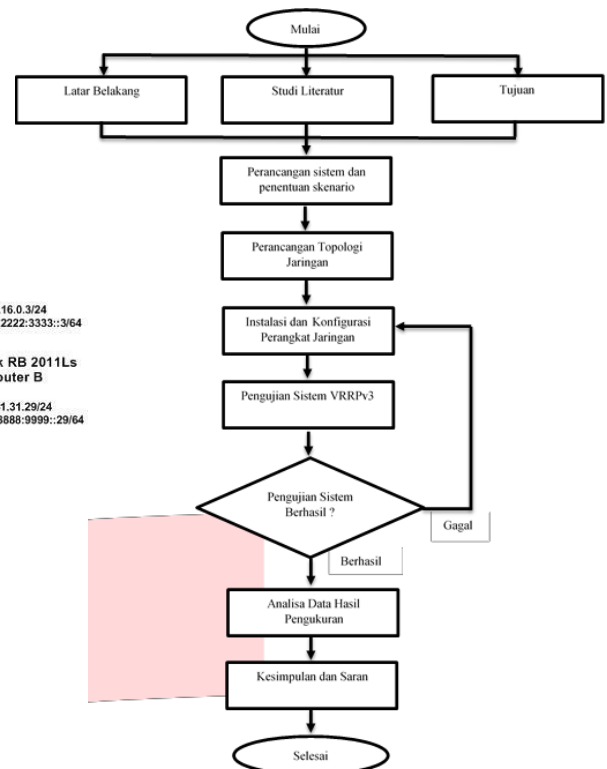 Mulai
Latar Belakang
Studi Literatur
Tujuan
Perancangan sistem dan
penentuan skenario
Perancangan Topologi
Jaringan
Instalasi dan Konfigurasi
Perangkat Jaringan
Pengujian Sistem VRRPv3
Pengujian Sistem
Berhasil ?
Gagal
Berhasil
Analisa Data Hasil
Pengukuran
Kesimpulan dan Saran
Selesai
.16.0.3/24
2222:3333::3/64
RB 2011Ls
outer B
1.31.29/24
8888:9999::29/64